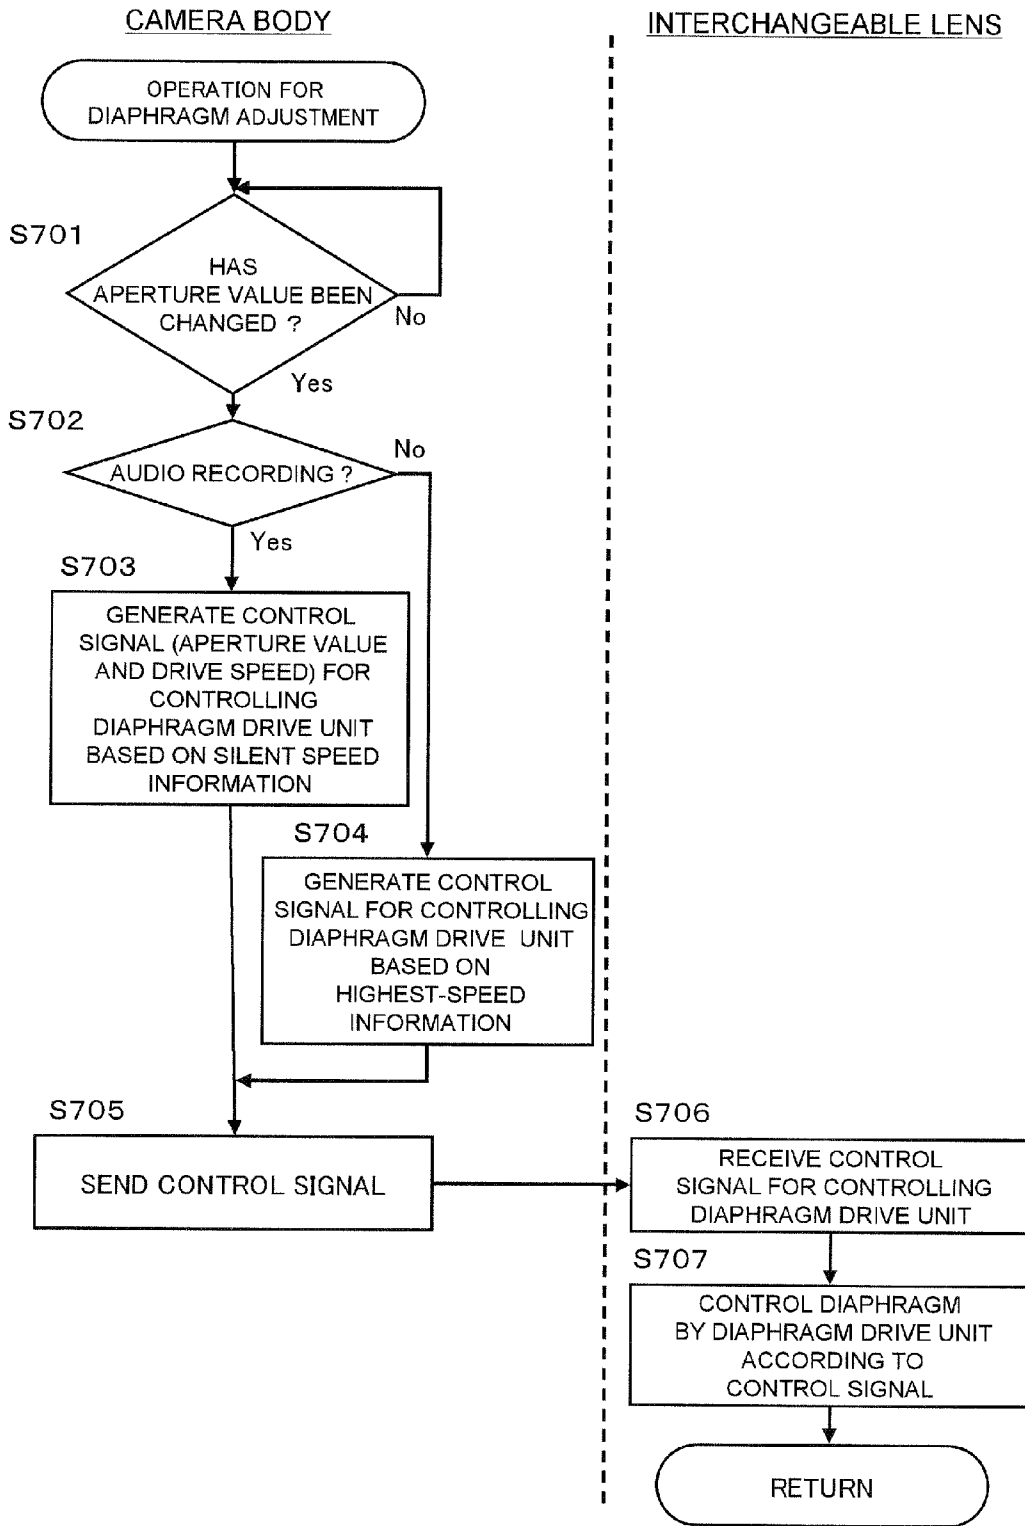 CAMERA BODY
INTERCHANGEABLE LENS
OPERATION FOR
DIAPHRAGM ADJUSTMENT
S701
HAS
APERTURE VALUE BEEN
CHANGED ?
No
Yes
S702
AUDIO RECORDING ?
No
Yes
S703
GENERATE CONTROL
SIGNAL (APERTURE VALUE
AND DRIVE SPEED) FOR
CONTROLLING
DIAPHRAGM DRIVE UNIT
BASED ON SILENT SPEED
INFORMATION
S704
GENERATE CONTROL
SIGNAL FOR CONTROLLING
DIAPHRAGM DRIVE UNIT
BASED ON
HIGHEST-SPEED
INFORMATION
S705
SEND CONTROL SIGNAL
S706
RECEIVE CONTROL
SIGNAL FOR CONTROLLING
DIAPHRAGM DRIVE UNIT
S707
CONTROL DIAPHRAGM
BY DIAPHRAGM DRIVE UNIT
ACCORDING TO
CONTROL SIGNAL
RETURN